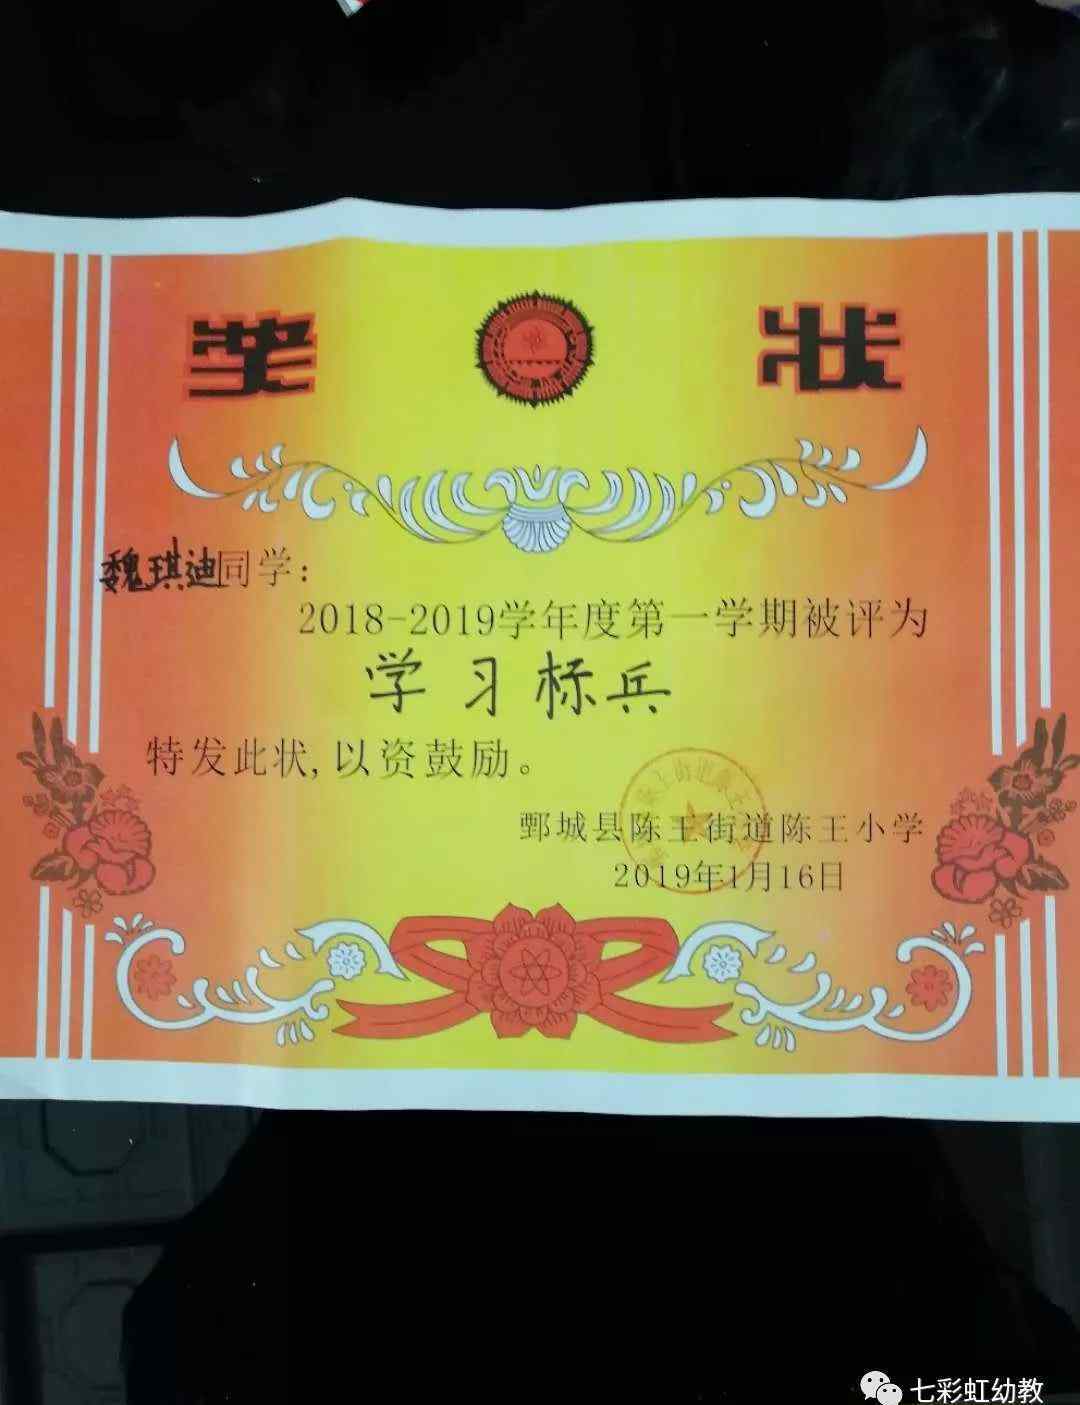 奖状
魏琪迪同学:
2018-2019学年度第一学期被评为
学习标兵
特发此状,以资鼓励。
鄄城县陈王街道陈王小学
2019年1月16日
七彩虹幼教